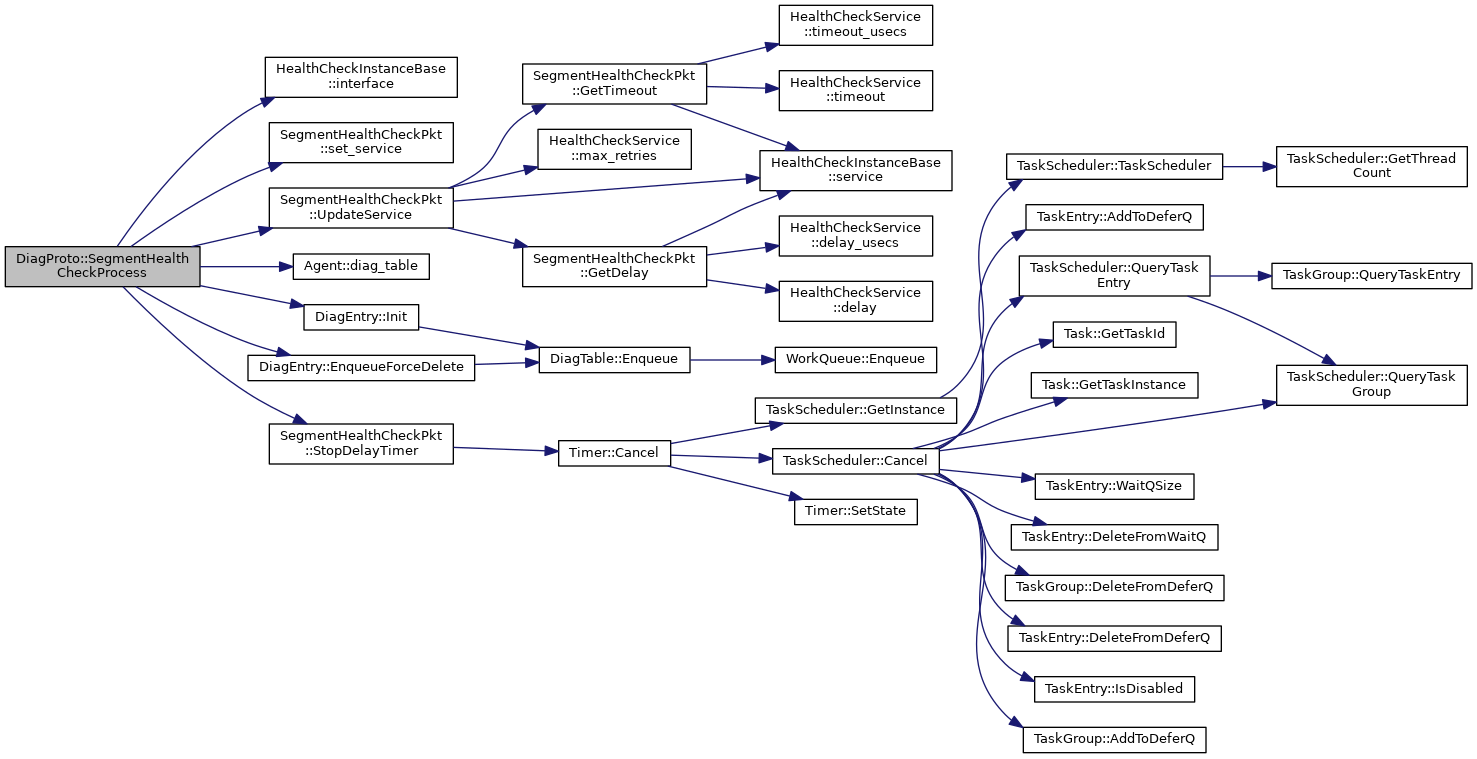 DiagProto::SegmentHealth
CheckProcess
HealthCheckInstanceBase
::interface
SegmentHealthCheckPkt
::set_service
SegmentHealthCheckPkt
::UpdateService
Agent::diag_table
DiagEntry::Init
DiagEntry::EnqueueForceDelete
SegmentHealthCheckPkt
::StopDelayTimer
SegmentHealthCheckPkt
::GetTimeout
HealthCheckService
::max_retries
SegmentHealthCheckPkt
::GetDelay
DiagTable::Enqueue
Timer::Cancel
HealthCheckService
::timeout_usecs
HealthCheckService
::timeout
HealthCheckInstanceBase
::service
HealthCheckService
::delay_usecs
HealthCheckService
::delay
WorkQueue::Enqueue
TaskScheduler::GetInstance
TaskScheduler::Cancel
Timer::SetState
TaskScheduler::TaskScheduler
TaskEntry::AddToDeferQ
TaskScheduler::QueryTask
Entry
Task::GetTaskId
Task::GetTaskInstance
TaskEntry::WaitQSize
TaskEntry::DeleteFromWaitQ
TaskGroup::DeleteFromDeferQ
TaskEntry::DeleteFromDeferQ
TaskEntry::IsDisabled
TaskGroup::AddToDeferQ
TaskScheduler::GetThread
Count
TaskGroup::QueryTaskEntry
TaskScheduler::QueryTask
Group